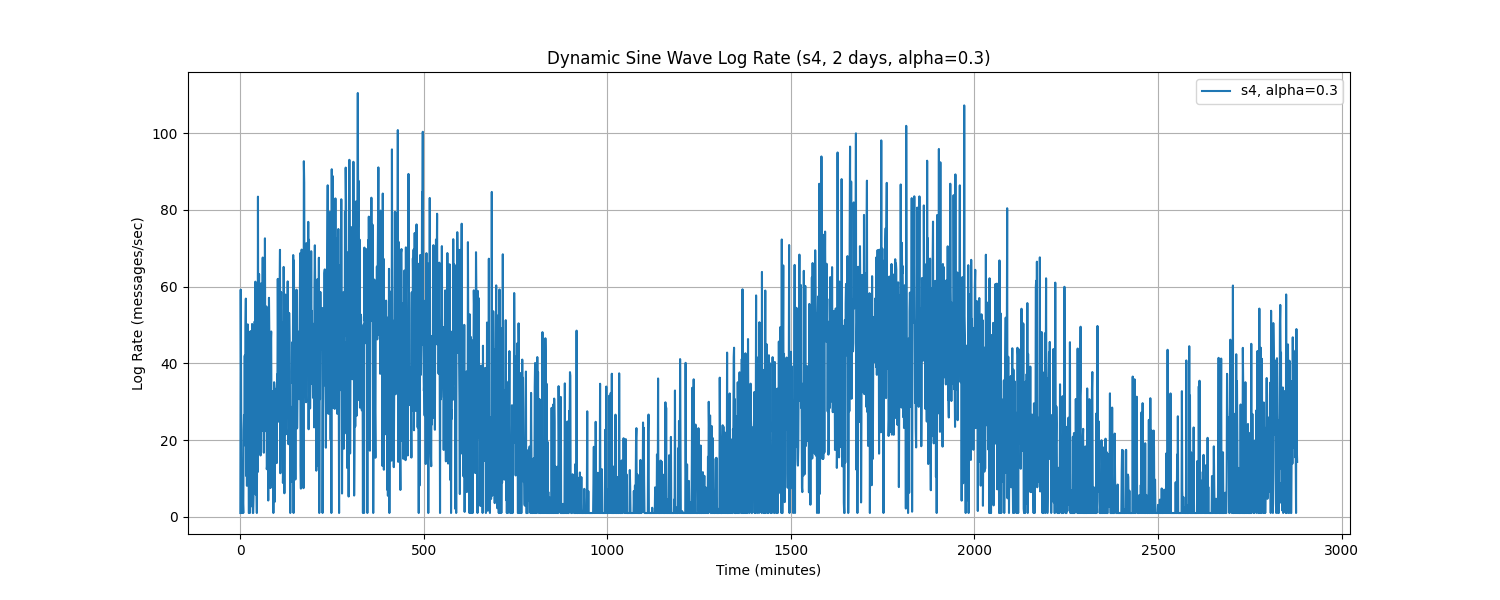 Dynamic Sine Wave Log Rate (s4, 2 days, alpha=0.3)
s4, alpha=0.3
Log Rate (messages/sec)
100
80
60
40
20
0
0 500 1000 1500 2000 2500 3000
Time (minutes)